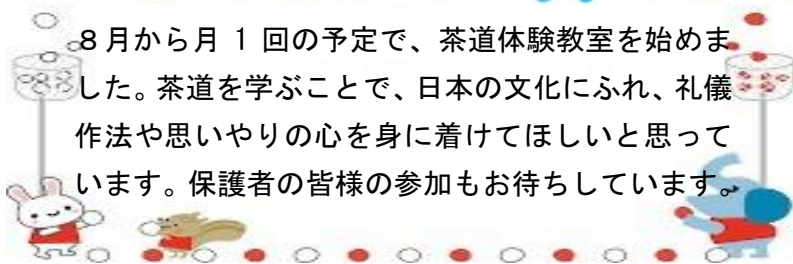 ８月から月 1 回の予定で、茶道体験教室を始めま
した。茶道を学ぶことで、日本の文化にふれ、礼儀
作法や思いやりの心を身に着けてほしいと思って
います。保護者の皆様の参加もお待ちしています。